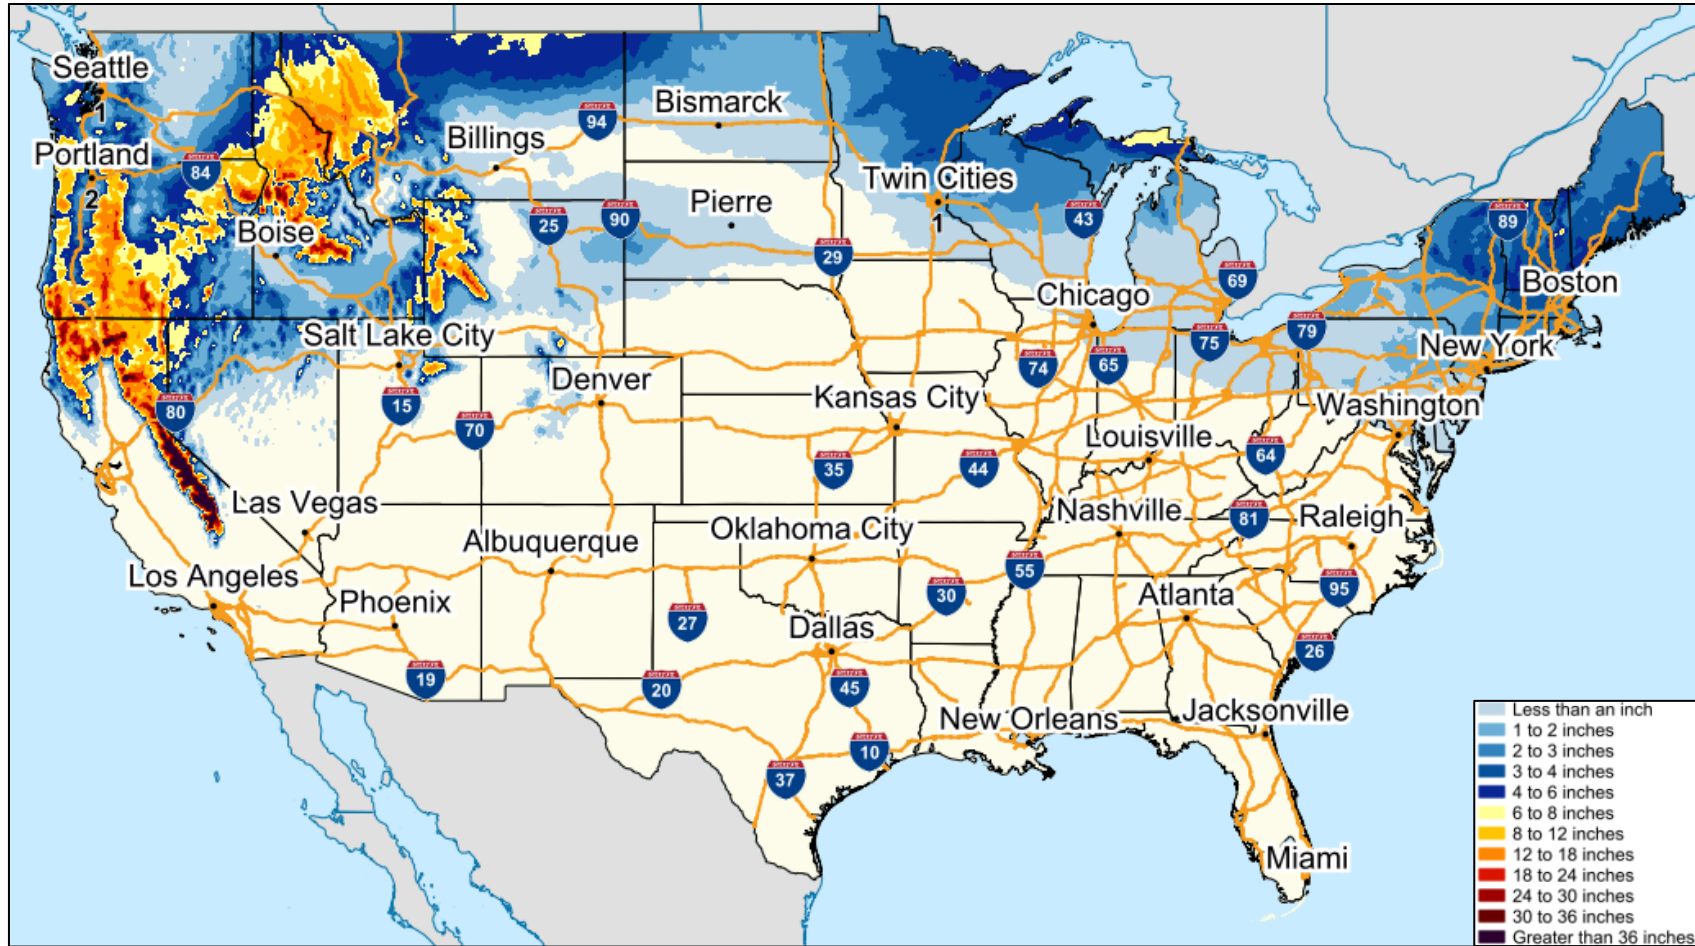 Seattle
1
Portland
2
84
Boise
Billings
94
Bismarck
Pierre
25
90
29
Twin Cities
1
43
Chicago
69
89
Boston
79
75
New York
74
65
Salt Lake City
15
80
70
Denver
Kansas City
35
44
Louisville
64
Washington
Las Vegas
Albuquerque
Oklahoma City
Nashville
81
Raleigh
55
95
Los Angeles
Phoenix
27
30
Atlanta
26
Dallas
19
20
45
New Orleans
Jacksonville
10
37
Miami
Less than an inch
1 to 2 inches
2 to 3 inches
3 to 4 inches
4 to 6 inches
6 to 8 inches
8 to 12 inches
12 to 18 inches
18 to 24 inches
24 to 30 inches
30 to 36 inches
Greater than 36 inches